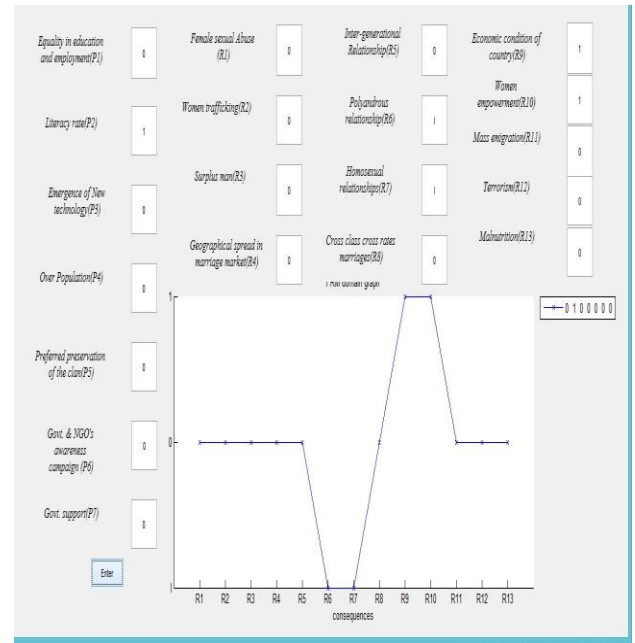 Equality in education
and employment(P1)
0
Literacy rate(P2)
1
Emergence of New
technology(P3)
0
Over Population(P4)
0
Preferred preservation
of the clan(P5)
0
Govt. & NGO's
awareness
campaign (P6)
0
Govt. support(P7)
0
Enter
Female sexual Abuse
(R1)
0
Women trafficking(R2)
0
Surplus man(R3)
0
Geographical spread in
marriage market(R4)
0
Inter-generational
Relationship(R5)
0
Polyandrous
relationship(R6)
I
Homosexual
relationships(R7)
I
Cross class cross rates
marriages(R8)
0
Economic condition of
country(R9)
1
Women
empowerment(R10)
1
Mass emigration(R11)
0
Terrorism(R12)
0
Malnutrition(R13)
0
domain graph
1
0
I
R1 R2 R3 R4 R5 R6 R7 R8 R9 R10 R11 R12 R13
consequences
0 1 0 0 0 0 0